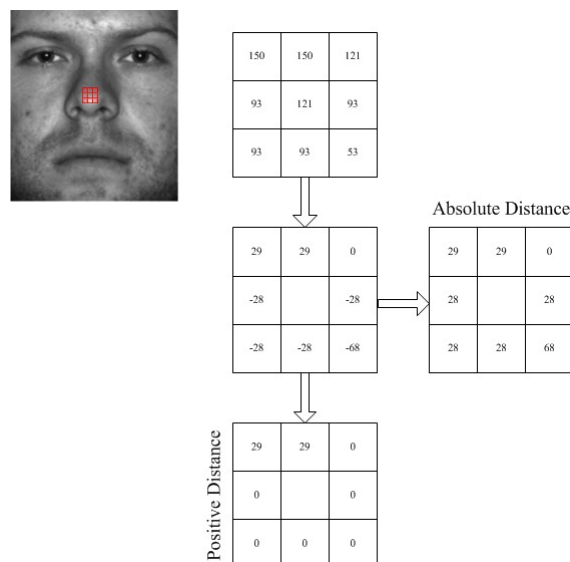 150 150 121
93 121 93
93 93 53
Absolute Distance
29 29 0
-28 -28
-28 -28 -68
29 29 0
28 28
28 28 68
Positive Distance
29 29 0
0 0
0 0 0